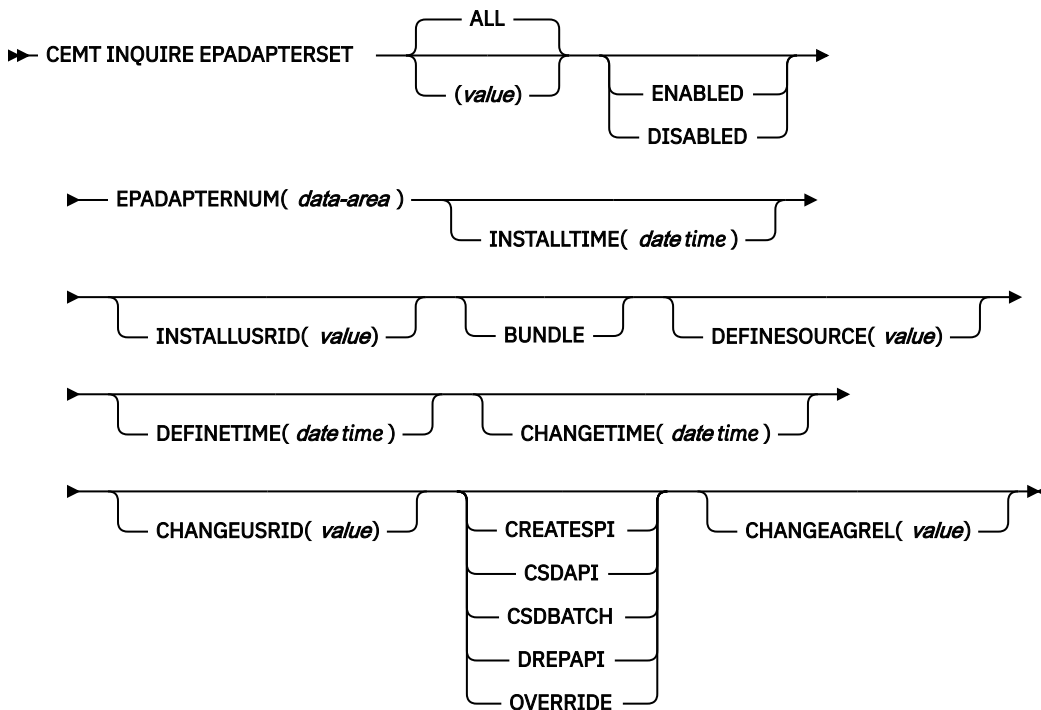 ALL
CEMT INQUIRE EPADAPTERSET
(value)
ENABLED
DISABLED
EPADAPTERNUM( data-area )
INSTALLTIME( date time )
INSTALLUSRID( value)
BUNDLE
DEFINESOURCE( value)
DEFINETIME( date time )
CHANGETIME( date time )
CHANGEUSRID( value)
CREATESPI
CHANGEAGREL( value)
CSDAPI
CSDBATCH
DREPAPI
OVERRIDE